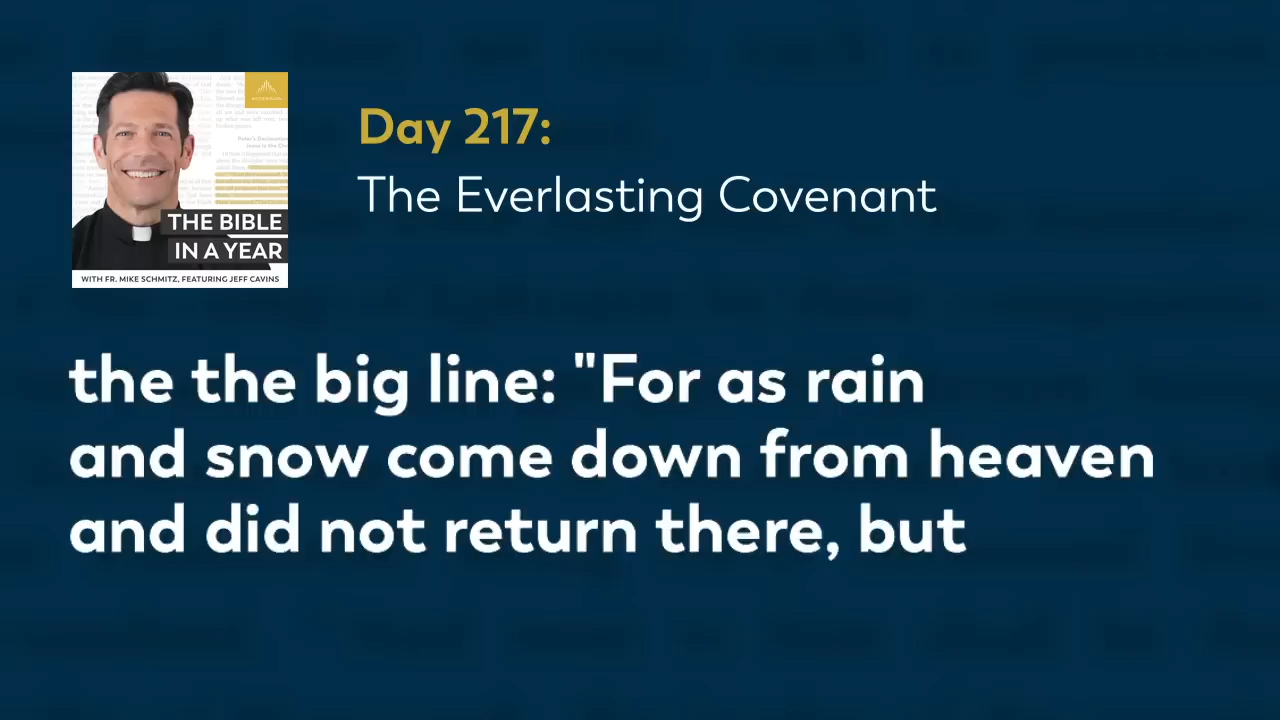 Day 217:
The Everlasting Covenant
THE BIBLE
IN A YEAR
WITH FR. MIKE SCHMITZ, FEATURING JEFF CAVINS
the the big line: "For as rain
and snow come down from heaven
and did not return there, but